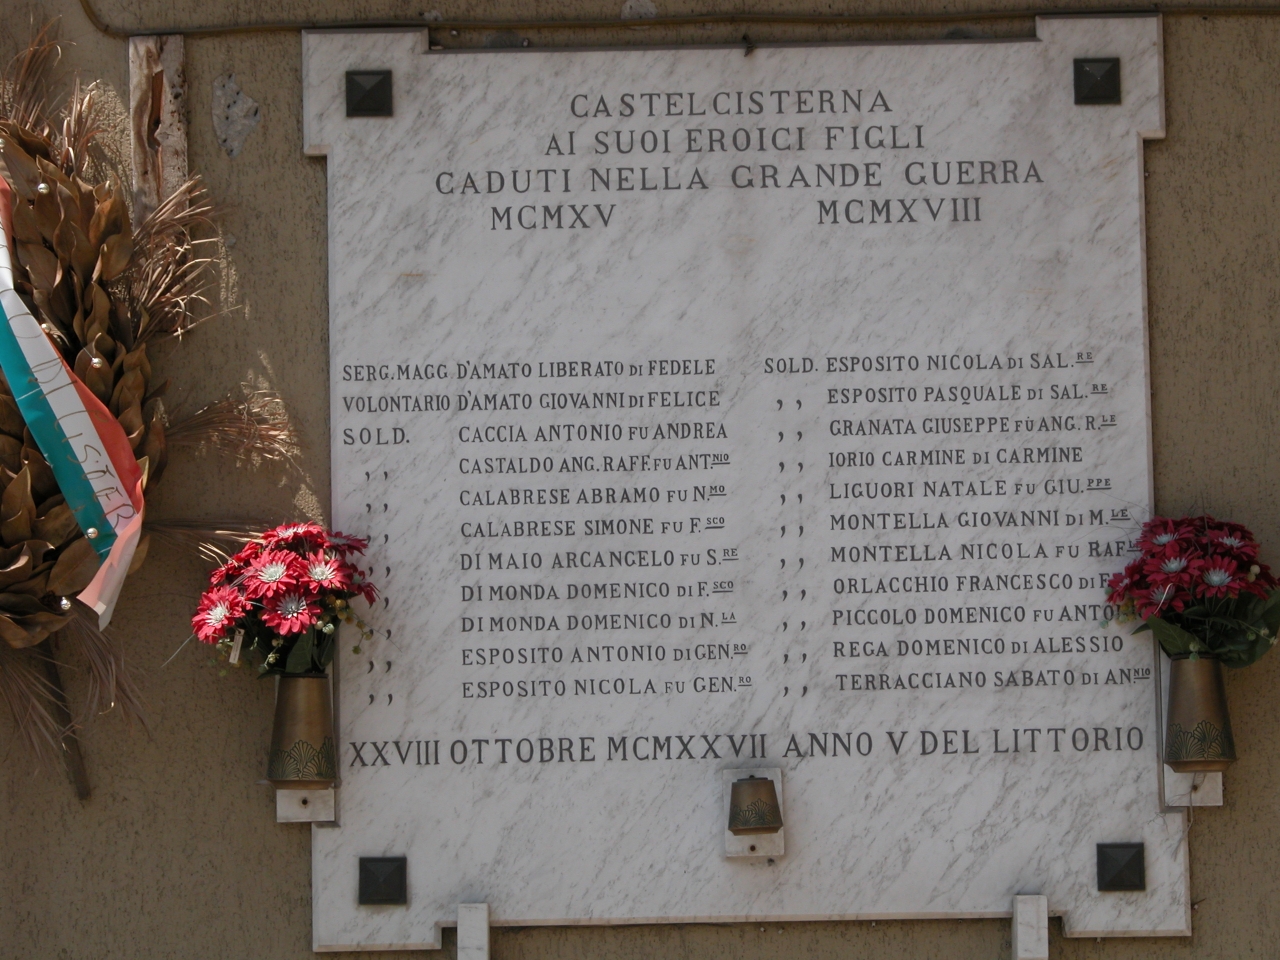 CASTELCISTERNA
AI SUOI EROICI FIGLI
CADUTI NELLA GRANDE GUERRA
MCMXV MCMXVIII
SERG. MAGG. D'AMATO LIBERATO DI FEDELE
VOLONTARIO D'AMATO GIOVANNI DI FELICE
SOLD. CACCIA ANTONIO FU ANDREA
,, CASTALDO ANG. RAFF. FU ANT.NIO
,, CALABRESE ABRAMO FU N.MO
,, CALABRESE SIMONE FU F.SCO
,, DI MAIO ARCANGELO FU S.RE
,, DI MONDA DOMENICO DI F.SCO
,, DI MONDA DOMENICO DI N.LA
,, ESPOSITO ANTONIO DI GEN.RO
,, ESPOSITO NICOLA FU GEN.RO
SOLD. ESPOSITO NICOLA DI SAL.RE
,, ESPOSITO PASQUALE DI SAL.RE
,, GRANATA GIUSEPPE FU ANG. R.LE
,, IORIO CARMINE DI CARMINE
,, LIGUORI NATALE FU GIU.PPE
,, MONTELLA GIOVANNI DI M.LE
,, MONTELLA NICOLA FU RAF
,, ORLACCHIO FRANCESCO DI F
,, PICCOLO DOMENICO FU ANTO
,, REGA DOMENICO DI ALESSIO
,, TERRACCIANO SABATO DI AN.NIO
XXVIII OTTOBRE MCMXXVII ANNO V DEL LITTORIO